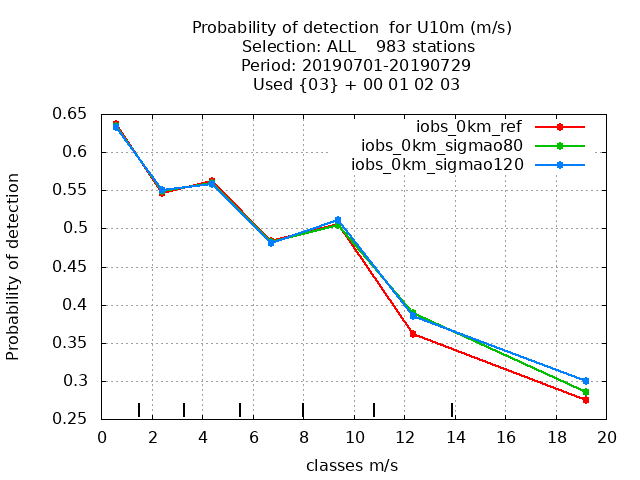 Probability of detection  for U10m (m/s)
Selection: ALL    983 stations
Period: 20190701-20190729
Used {03} + 00 01 02 03
iobs_0km_ref
iobs_0km_sigmao80
iobs_0km_sigmao120
Probability of detection
0.65
0.6
0.55
0.5
0.45
0.4
0.35
0.3
0.25
0 2 4 6 8 10 12 14 16 18 20
classes m/s